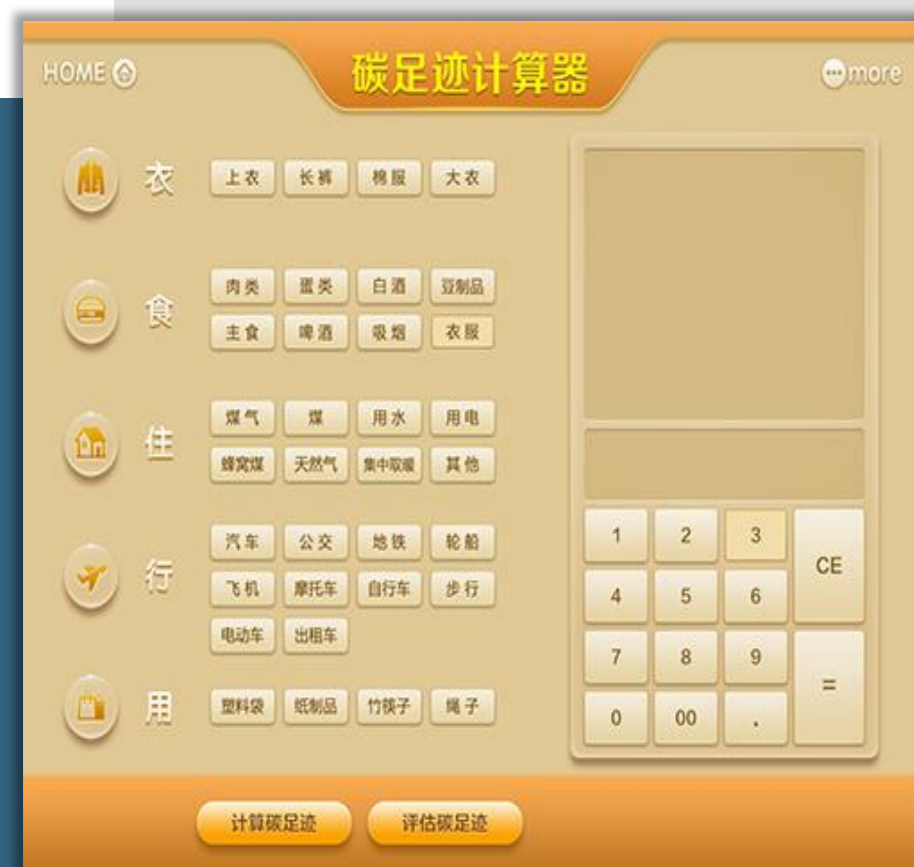 HOME 碳足迹计算器 more
衣 上衣 长裤 棉服 大衣
食 肉类 蛋类 白酒 豆制品
主食 啤酒 吸烟 衣服
住 煤气 煤 用水 用电
蜂窝煤 天然气 集中取暖 其他
行 汽车 公交 地铁 轮船
飞机 摩托车 自行车 步行
电动车 出租车
用 塑料袋 纸制品 竹筷子 绳子
1 2 3 CE
4 5 6
7 8 9 =
0 00 .
计算碳足迹 评估碳足迹